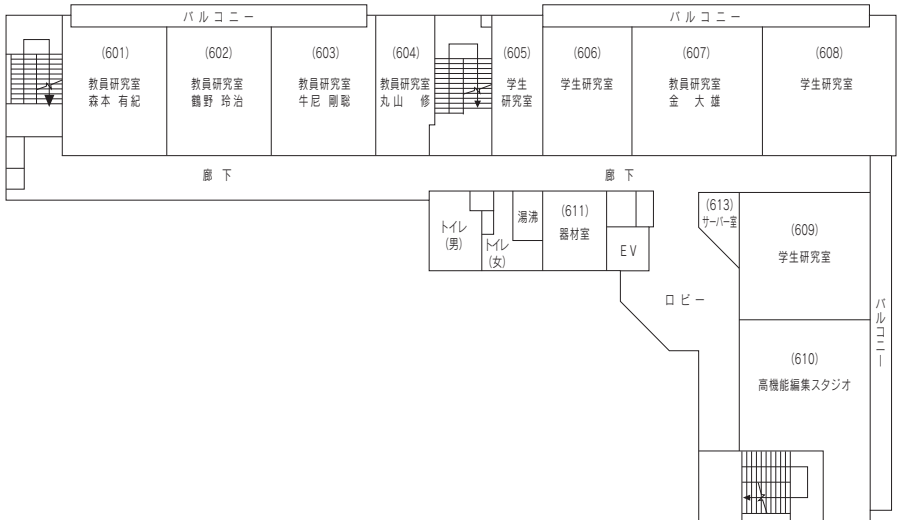 バルコニー
バルコニー
(601)
教員研究室
森本 有紀
(602)
教員研究室
鶴野 玲治
(603)
教員研究室
牛尼 剛聡
(604)
教員研究室
丸山 修
(605)
学生
研究室
(606)
学生研究室
(607)
教員研究室
金 大雄
(608)
学生研究室
廊下
廊下
トイレ
(男)
トイレ
(女)
湯沸
(611)
器材室
EV
(613)
サーバー室
(609)
学生研究室
ロビー
バルコニー
(610)
高機能編集スタジオ